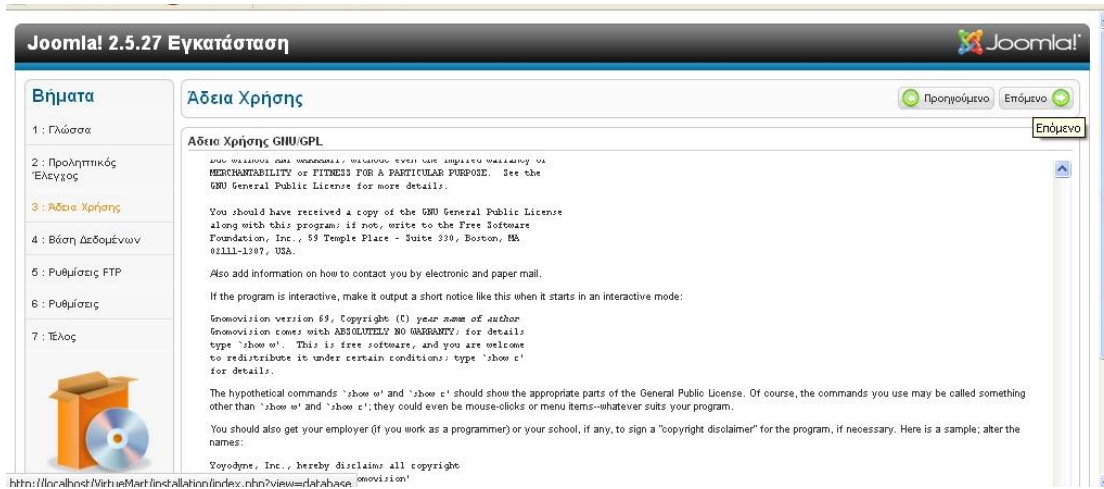 Joomla! 2.5.27 Εγκατάσταση
Joomla!
Βήματα
1 : Γλώσσα
2 : Προληπτικός
Έλεγχος
3 : Άδεια Χρήσης
4 : Βάση Δεδομένων
5 : Ρυθμίσεις FTP
6 : Ρυθμίσεις
7 : Τέλος
Άδεια Χρήσης
Προηγούμενο
Επόμενο
Επόμενο
Αδεια Χρήσης GNU/GPL
but WITHOUT ANY WARRANTY; without even the implied warranty of
MERCHANTABILITY or FITNESS FOR A PARTICULAR PURPOSE. See the
GNU General Public License for more details.
You should have received a copy of the GNU General Public License
along with this program; if not, write to the Free Software
Foundation, Inc., 59 Temple Place - Suite 330, Boston, MA
02111-1307, USA.
Also add information on how to contact you by electronic and paper mail.
If the program is interactive, make it output a short notice like this when it starts in an interactive mode:
Gnomovision version 69, Copyright (C) year name of author
Gnomovision comes with ABSOLUTELY NO WARRANTY; for details
type `show w'. This is free software, and you are welcome
to redistribute it under certain conditions; type `show c'
for details.
The hypothetical commands `show w' and `show c' should show the appropriate parts of the General Public License. Of course, the commands you use may be called something
other than `show w' and `show c'; they could even be mouse-clicks or menu items--whatever suits your program.
You should also get your employer (if you work as a programmer) or your school, if any, to sign a "copyright disclaimer" for the program, if necessary. Here is a sample; alter the
names:
Yoyodyne, Inc., hereby disclaims all copyright
omovision'
http://localhost/VirtueMart/installation/index.php?view=database